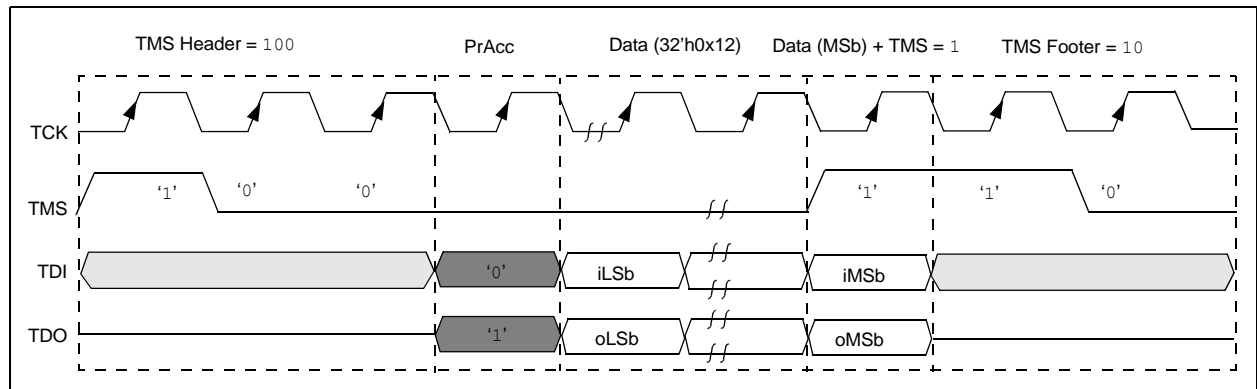 TMS Header = 100
PrAcc
Data (32'h0x12)
Data (MSb) + TMS = 1
TMS Footer = 10
TCK
TMS
‘1’
‘0’
‘0’
‘1’
‘1’
‘0’
TDI
‘0’
iLSb
iMSb
TDO
‘1’
oLSb
oMSb